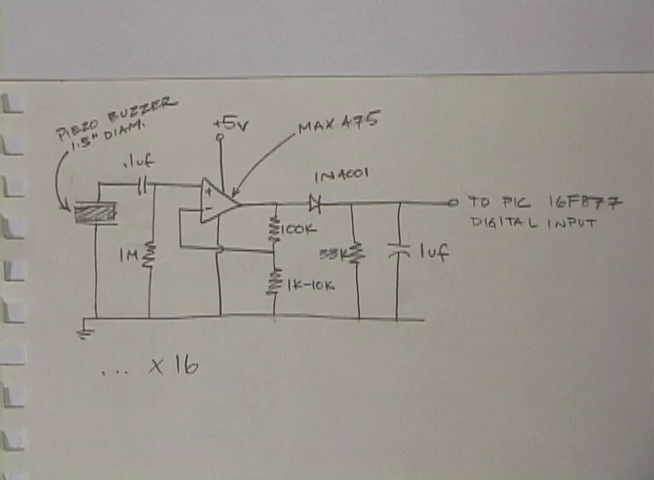 PIEZO BUZZER
1.5" DIAM.
+5V
MAX 475
.1uf
1N4001
+
-
TO PIC 16F877
DIGITAL INPUT
100K
1M
33K
1uf
1K-10K
... x 16